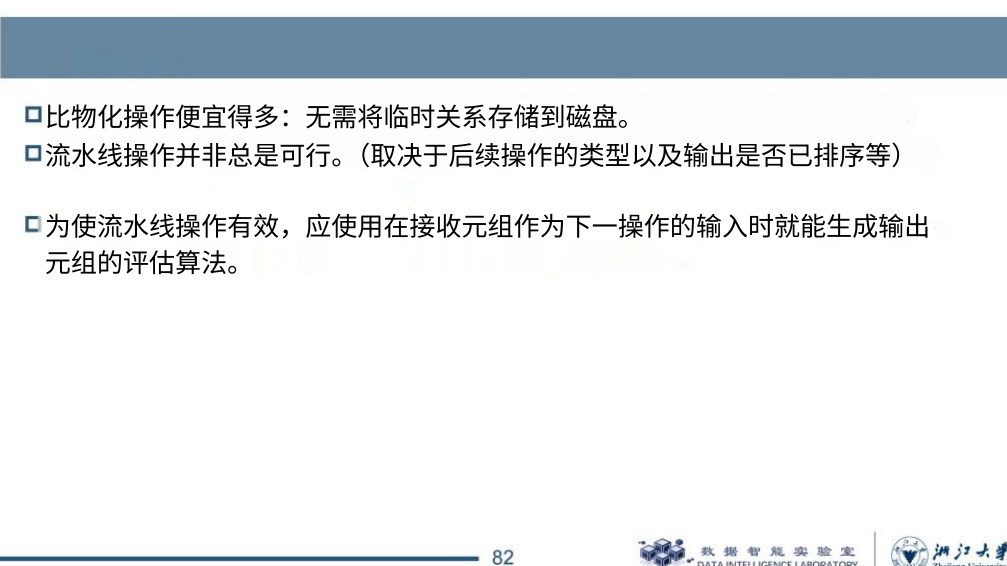 比物化操作便宜得多：无需将临时关系存储到磁盘。
流水线操作并非总是可行。（取决于后续操作的类型以及输出是否已排序等）
为使流水线操作有效，应使用在接收元组作为下一操作的输入时就能生成输出
元组的评估算法。
82
数据智能实验室
DATA INTELLIGENCE LABORATORY
浙江大学
Zhejiang University